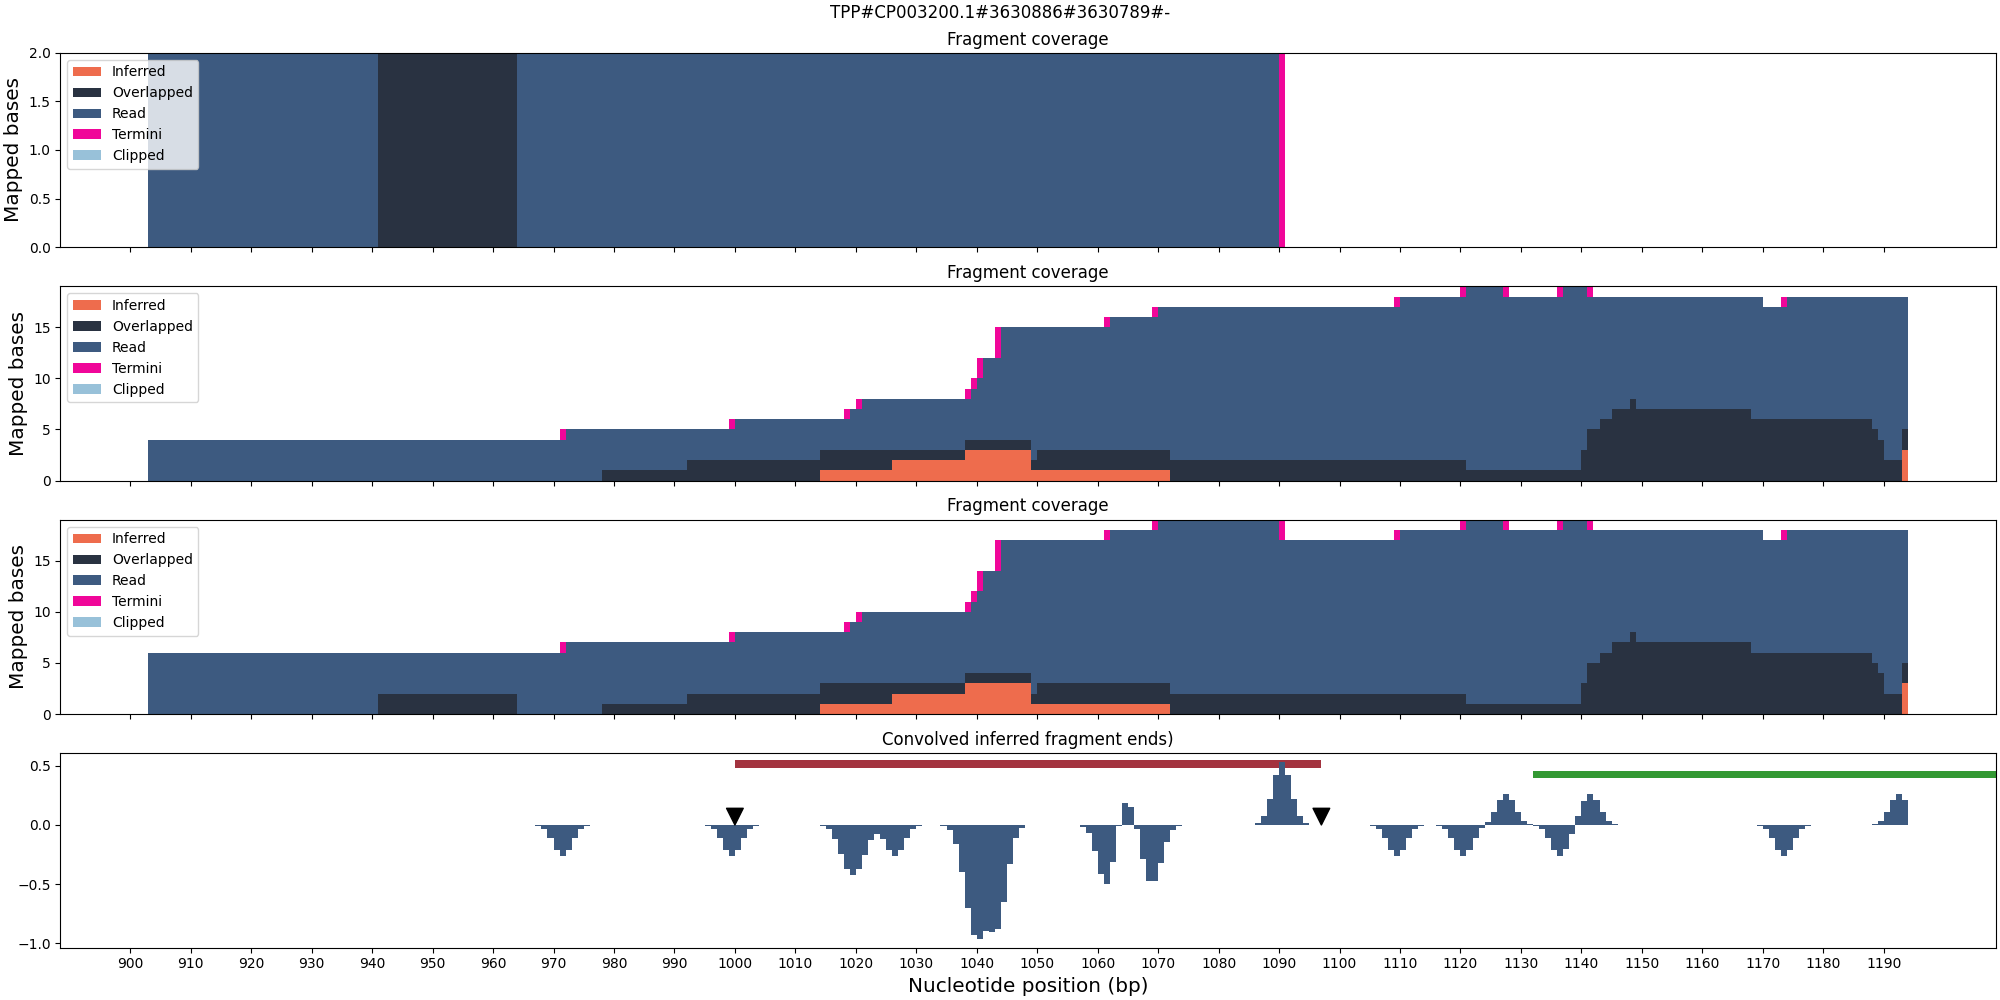 TPP#CP003200.1#3630886#3630789#-
Fragment coverage
Mapped bases
2.0
1.5
1.0
0.5
0.0
Inferred
Overlapped
Read
Termini
Clipped
Fragment coverage
Mapped bases
15
10
5
0
Inferred
Overlapped
Read
Termini
Clipped
Fragment coverage
Mapped bases
15
10
5
0
Inferred
Overlapped
Read
Termini
Clipped
Convolved inferred fragment ends)
0.5
0.0
−0.5
−1.0
900 910 920 930 940 950 960 970 980 990 1000 1010 1020 1030 1040 1050 1060 1070 1080 1090 1100 1110 1120 1130 1140 1150 1160 1170 1180 1190
Nucleotide position (bp)